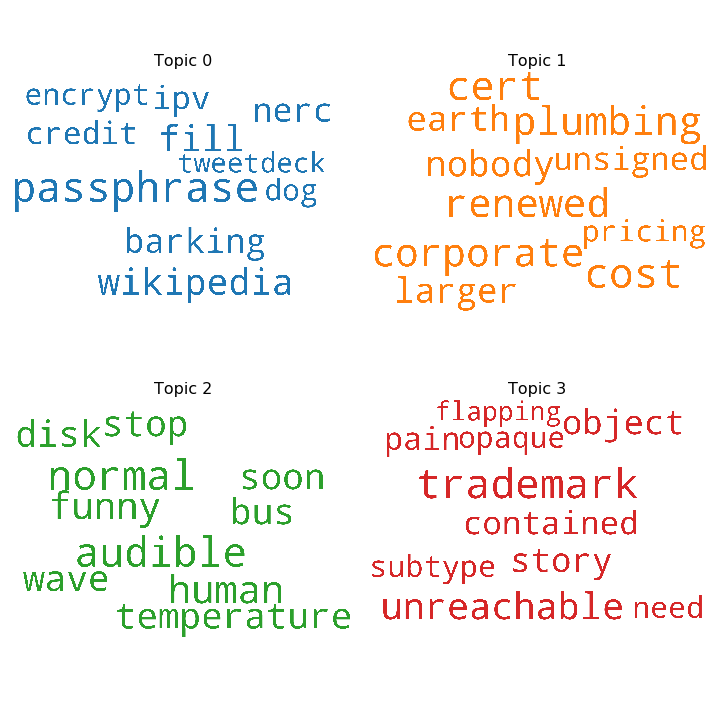 Topic 0
encrypt ipv
nerc
credit fill
tweetdeck
passphrase dog
barking
wikipedia
Topic 1
cert
earth plumbing
nobody unsigned
renewed
pricing
corporate
cost
larger
Topic 2
disk stop
normal soon
funny bus
audible
wave human
temperature
Topic 3
flapping
pain opaque object
trademark
contained
subtype story
unreachable need